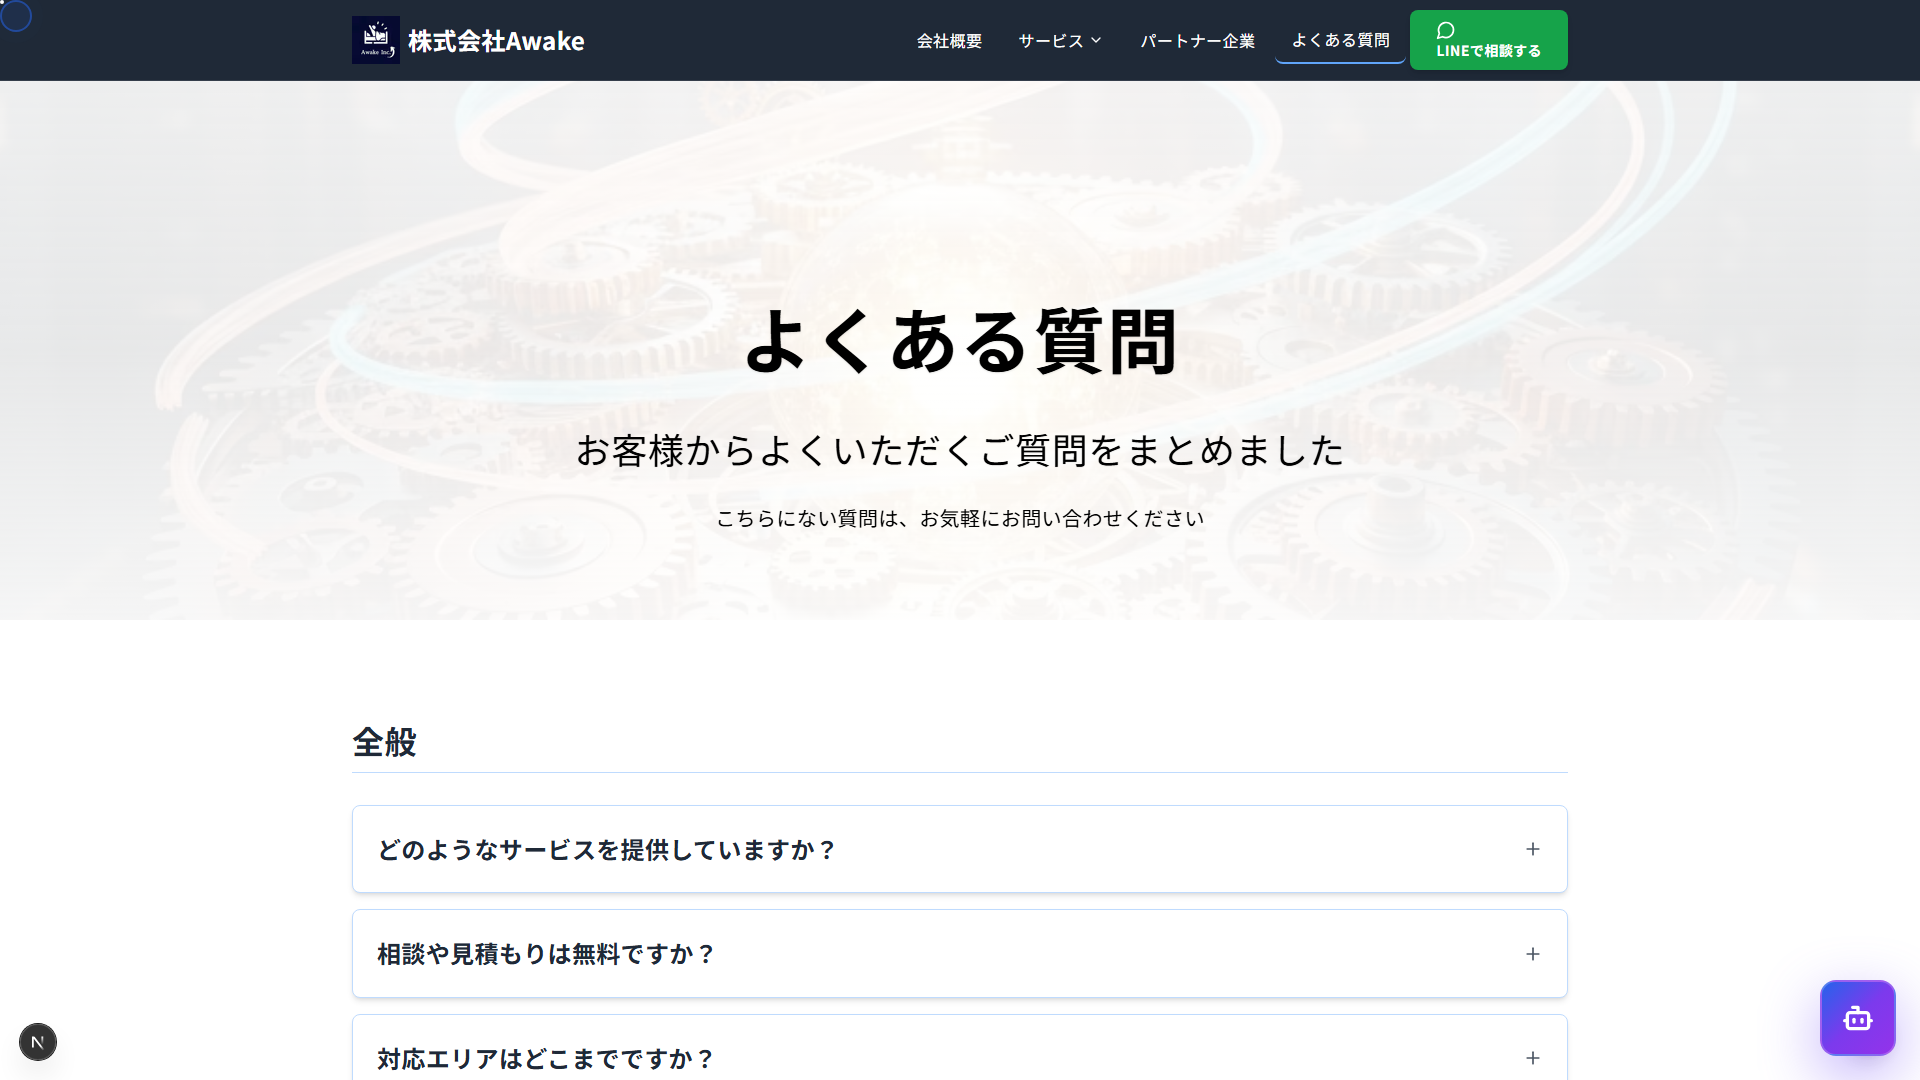 Awake Inc.
株式会社Awake
会社概要
サービス
パートナー企業
よくある質問
LINEで相談する
よくある質問
お客様からよくいただくご質問をまとめました
こちらにない質問は、お気軽にお問い合わせください
全般
どのようなサービスを提供していますか？
相談や見積もりは無料ですか？
対応エリアはどこまでですか？
N